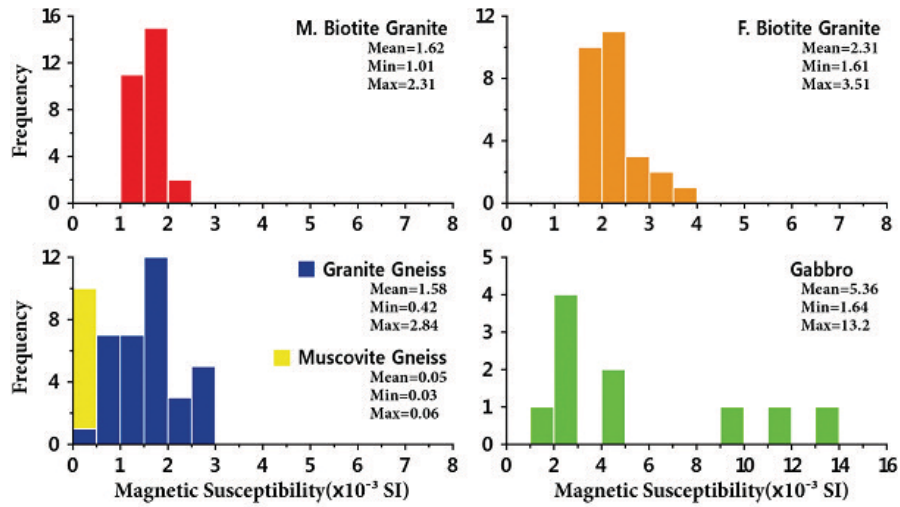 M. Biotite Granite
Mean=1.62
Min=1.01
Max=2.31
16
12
8
4
0
Frequency
0 1 2 3 4 5 6 7 8
F. Biotite Granite
Mean=2.31
Min=1.61
Max=3.51
12
8
4
0
0 1 2 3 4 5 6 7 8
Granite Gneiss
Mean=1.58
Min=0.42
Max=2.84
Muscovite Gneiss
Mean=0.05
Min=0.03
Max=0.06
12
8
4
0
Frequency
0 1 2 3 4 5 6 7 8
Magnetic Susceptibility(x10⁻³ SI)
Gabbro
Mean=5.36
Min=1.64
Max=13.2
5
4
3
2
1
0
0 2 4 6 8 10 12 14 16
Magnetic Susceptibility(x10⁻³ SI)